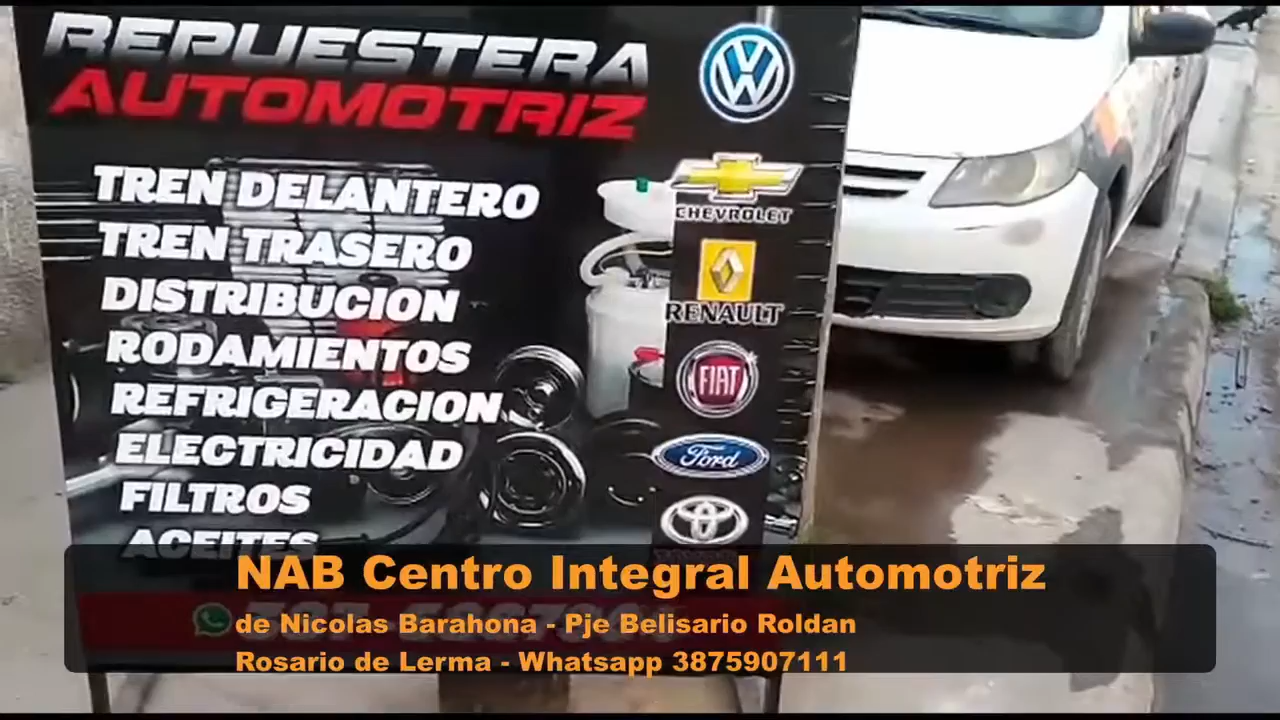 REPUESTERA
AUTOMOTRIZ
TREN DELANTERO
TREN TRASERO
DISTRIBUCION
RODAMIENTOS
REFRIGERACION
ELECTRICIDAD
FILTROS
ACEITES
CHEVROLET
RENAULT
FIAT
Ford
NAB Centro Integral Automotriz
de Nicolas Barahona - Pje Belisario Roldan
Rosario de Lerma - Whatsapp 3875907111